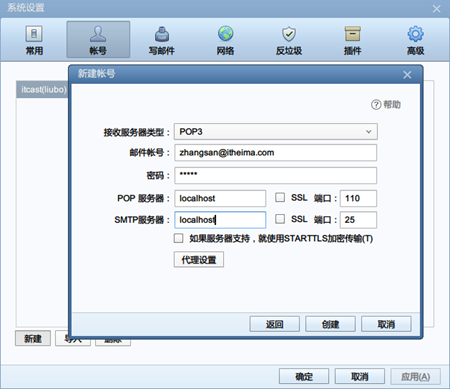 系统设置
常用 帐号 写邮件 网络 反垃圾 插件 高级
itcast(liubo)
新建帐号
帮助
接收服务器类型： POP3
邮件帐号： zhangsan@itheima.com
密码： *****
POP 服务器： localhost SSL 端口： 110
SMTP服务器： localhost SSL 端口： 25
如果服务器支持，就使用STARTTLS加密传输(T)
代理设置
返回 创建 取消
新建 导入 删除
确定 取消 应用(A)